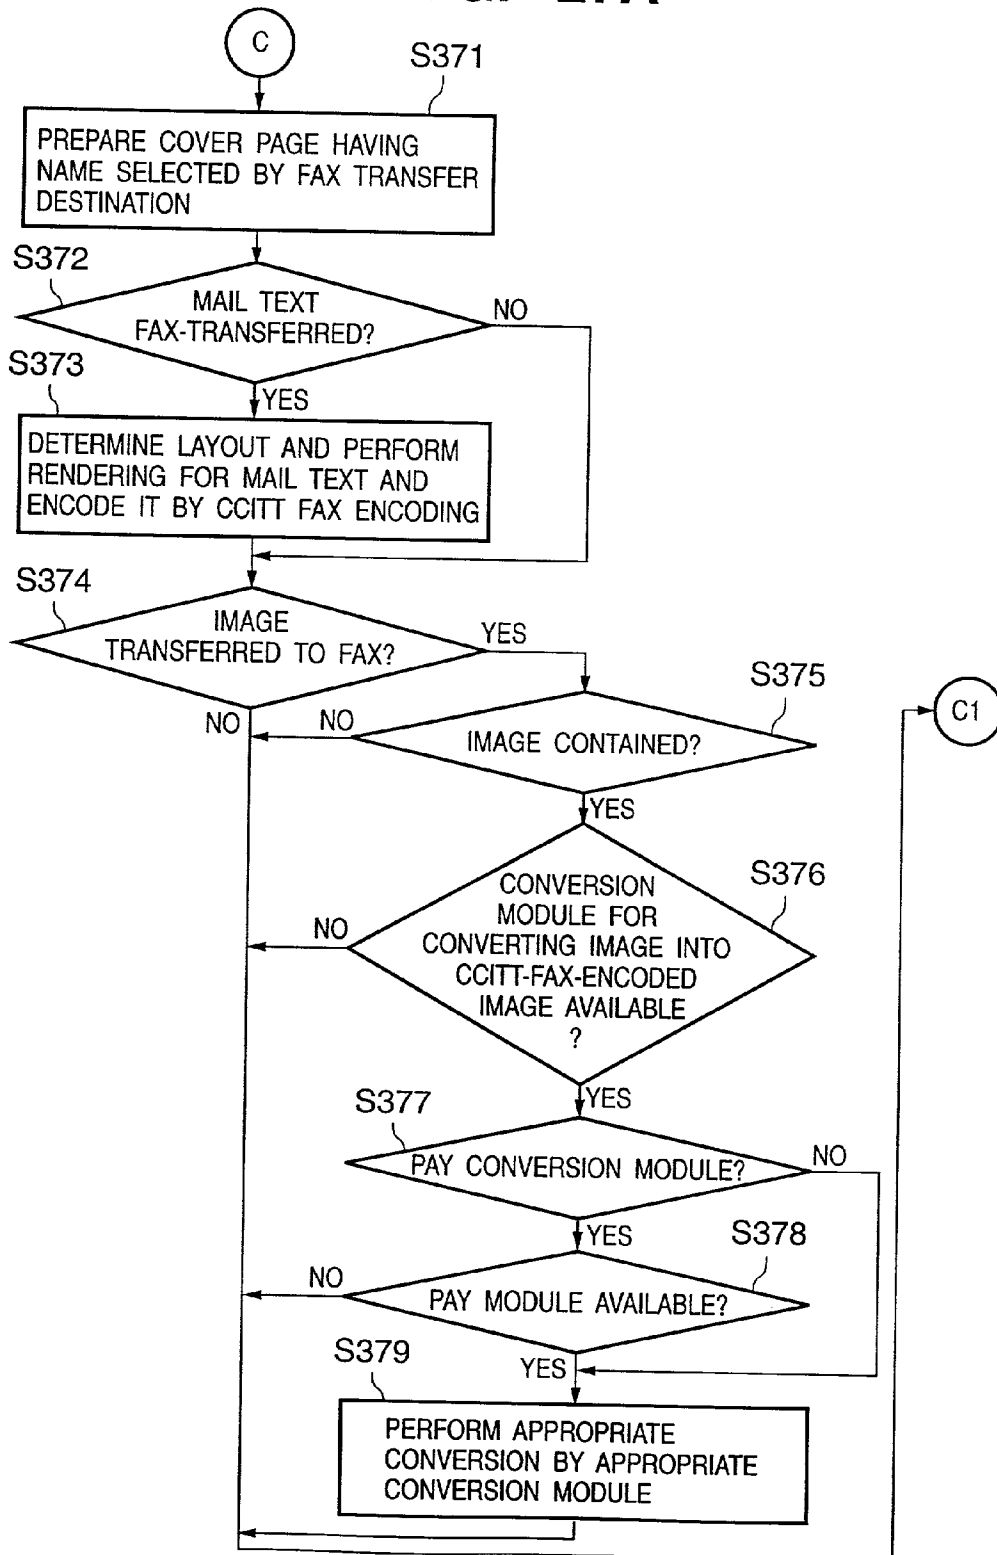 C
S371
PREPARE COVER PAGE HAVING
NAME SELECTED BY FAX TRANSFER
DESTINATION
S372
MAIL TEXT
FAX-TRANSFERRED?
NO
YES
S373
DETERMINE LAYOUT AND PERFORM
RENDERING FOR MAIL TEXT AND
ENCODE IT BY CCITT FAX ENCODING
S374
IMAGE
TRANSFERRED TO FAX?
YES
NO
S375
IMAGE CONTAINED?
NO
YES
C1
S376
CONVERSION
MODULE FOR
CONVERTING IMAGE INTO
CCITT-FAX-ENCODED
IMAGE AVAILABLE
?
NO
YES
S377
PAY CONVERSION MODULE?
NO
YES
S378
PAY MODULE AVAILABLE?
NO
YES
S379
PERFORM APPROPRIATE
CONVERSION BY APPROPRIATE
CONVERSION MODULE